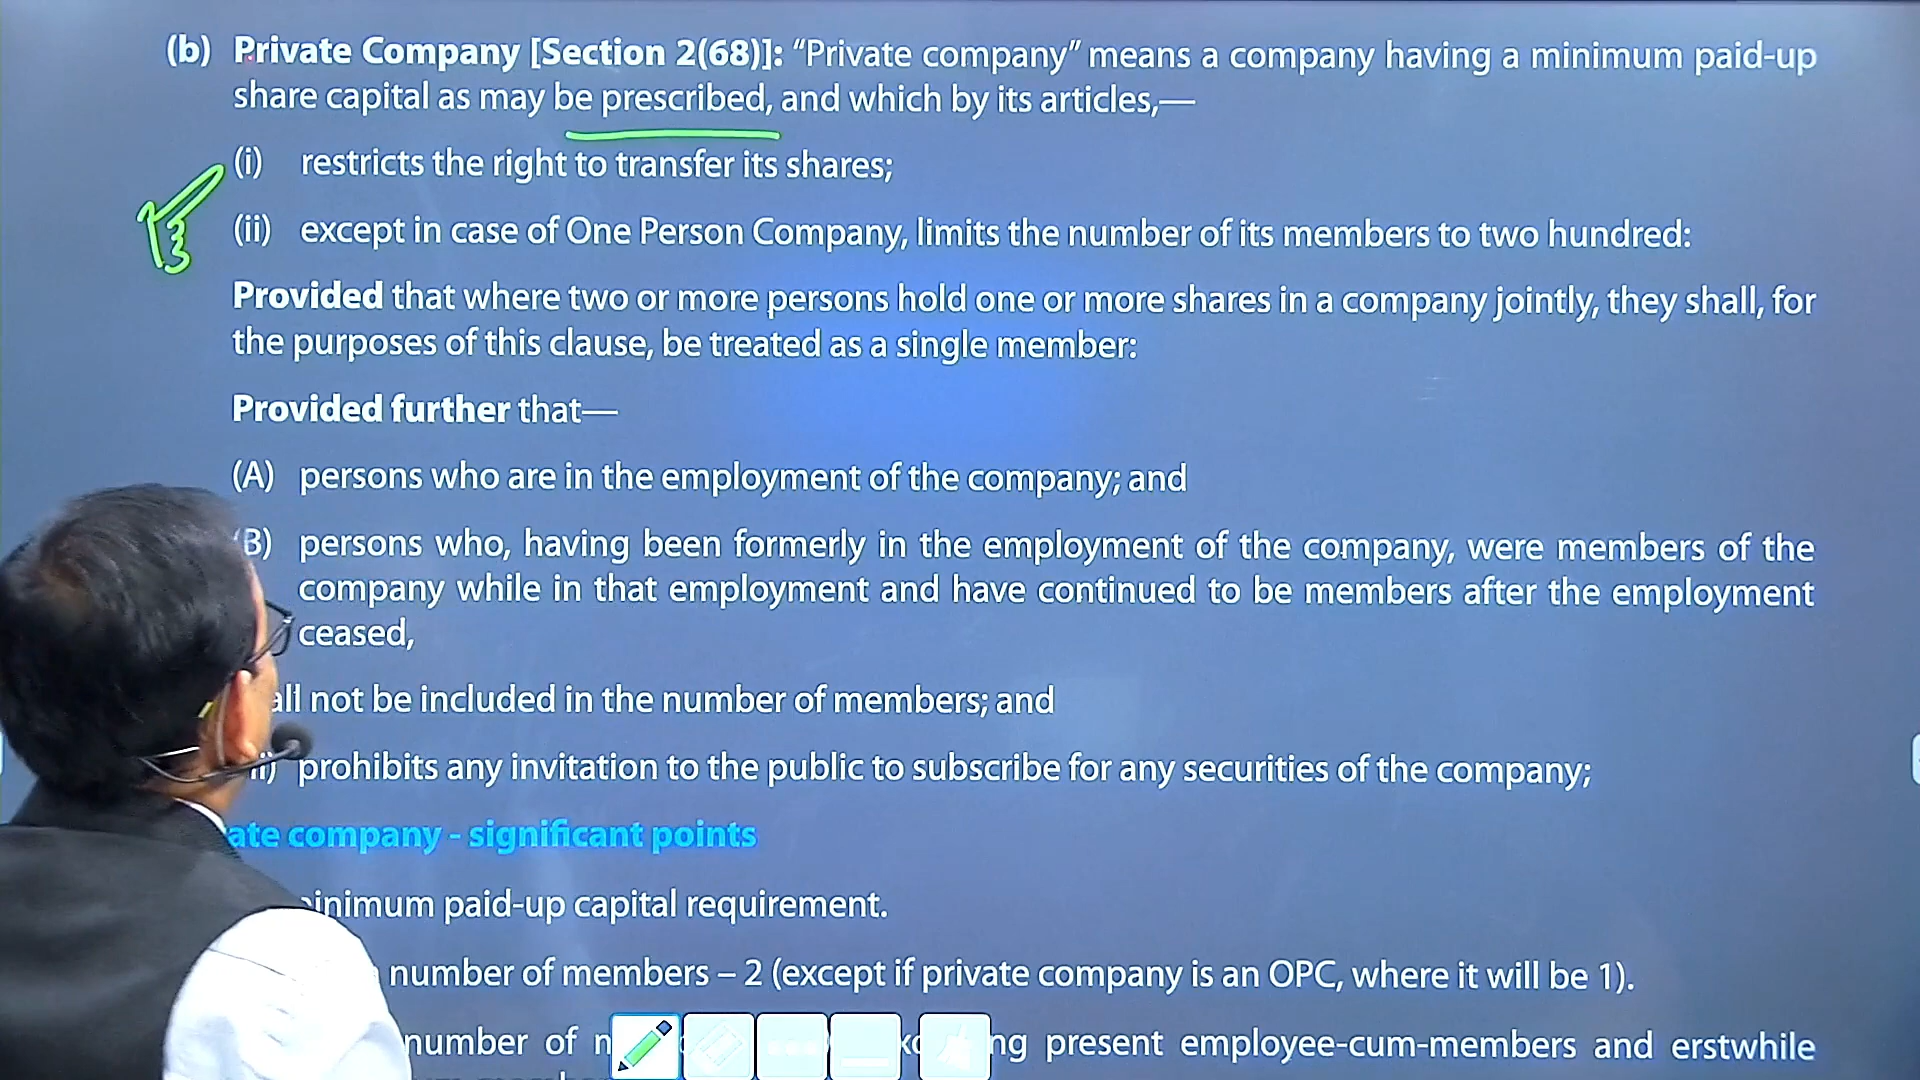 (b) Private Company [Section 2(68)]: “Private company” means a company having a minimum paid-up
share capital as may be prescribed, and which by its articles,—
(i) restricts the right to transfer its shares;
(ii) except in case of One Person Company, limits the number of its members to two hundred:
Provided that where two or more persons hold one or more shares in a company jointly, they shall, for
the purposes of this clause, be treated as a single member:
Provided further that—
(A) persons who are in the employment of the company; and
(B) persons who, having been formerly in the employment of the company, were members of the
company while in that employment and have continued to be members after the employment
ceased,
all not be included in the number of members; and
prohibits any invitation to the public to subscribe for any securities of the company;
ate company - significant points
inimum paid-up capital requirement.
number of members – 2 (except if private company is an OPC, where it will be 1).
number of present employee-cum-members and erstwhile